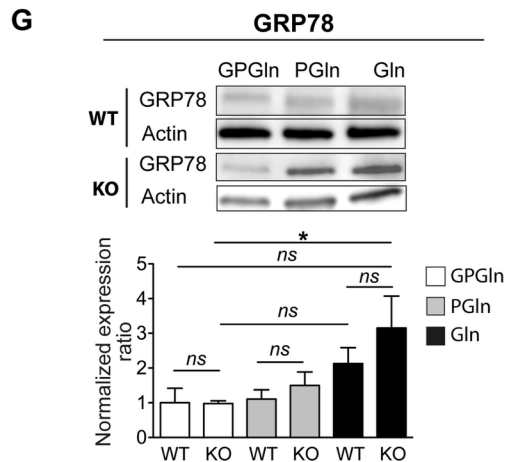 G
GRP78
GPGln PGln Gln
WT
GRP78
Actin
KO
GRP78
Actin
*
ns
ns
ns
ns
ns
Normalized expression
ratio
5
4
3
2
1
0
WT KO WT KO WT KO
GPGln
PGln
Gln